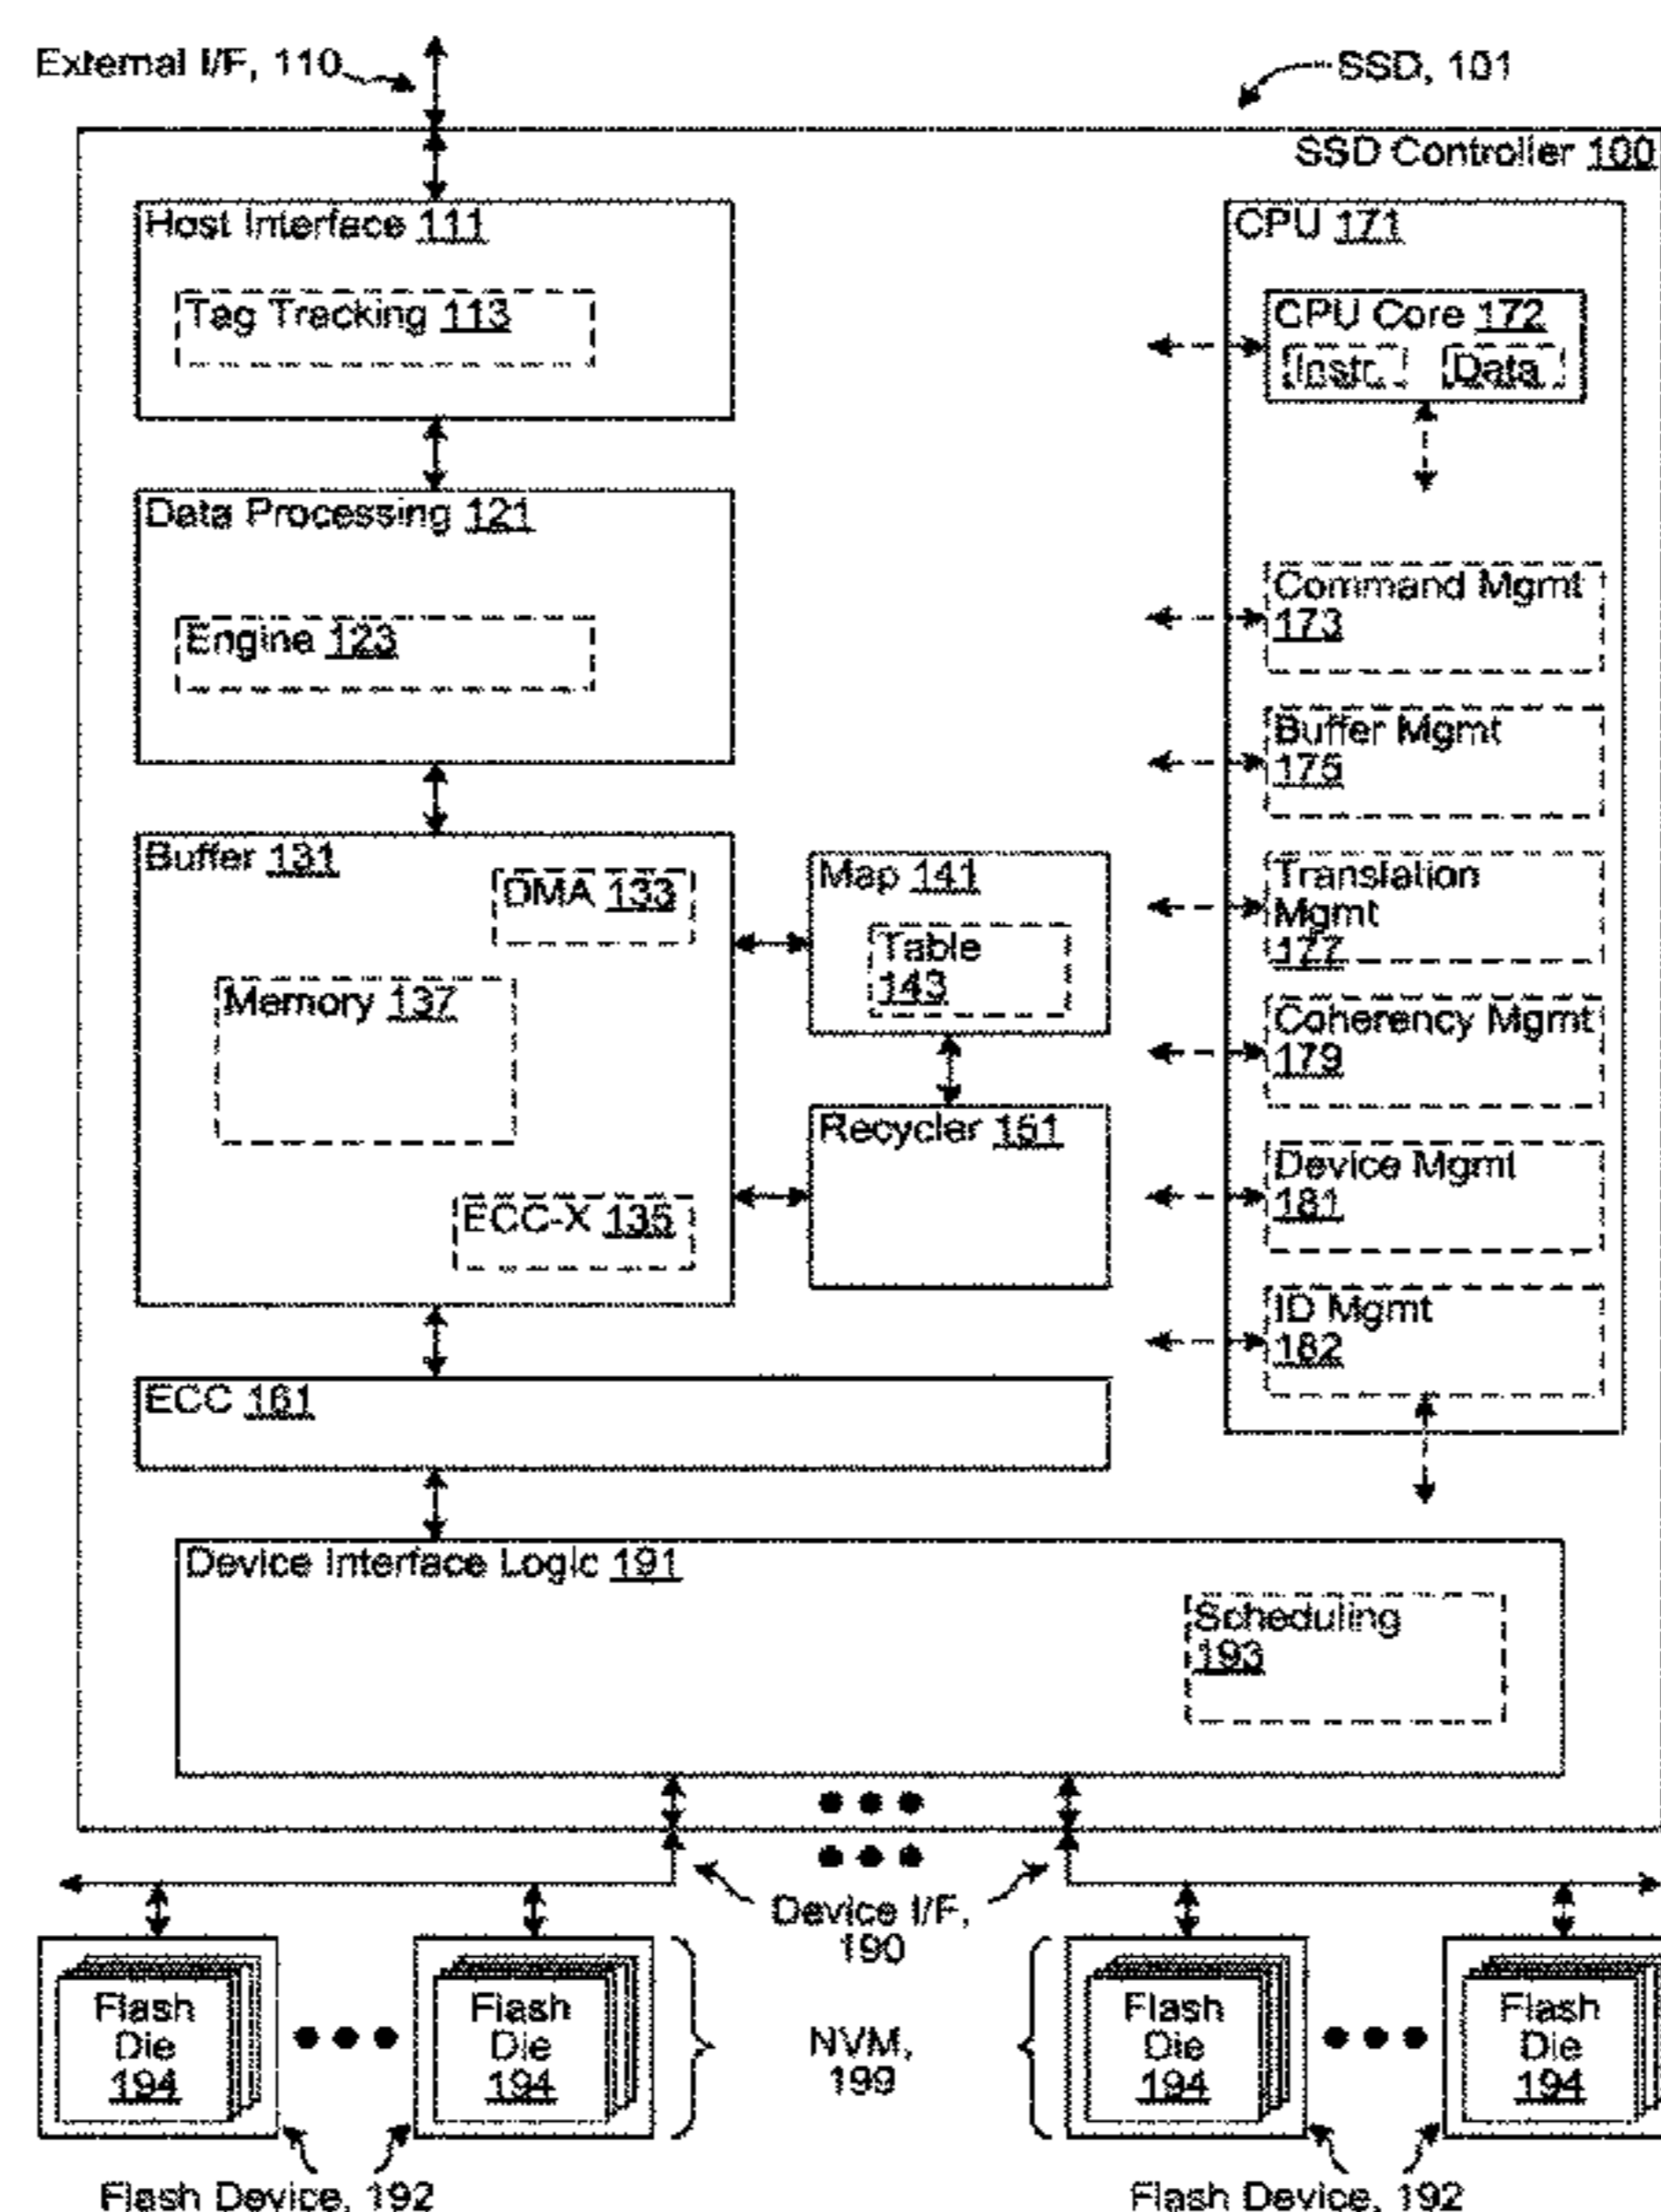 External I/F, 110
SSD, 101
SSD Controller 100
Host Interface 111
Tag Tracking 113
Data Processing 121
Engine 123
Buffer 131
DMA 133
Memory 137
ECC-X 135
Map 141
Table
143
Recycler 151
ECC 161
CPU 171
CPU Core 172
Instr. Data
Command Mgmt
173
Buffer Mgmt
175
Translation
Mgmt
177
Coherency Mgmt
179
Device Mgmt
181
ID Mgmt
182
Device Interface Logic 191
Scheduling
193
Device I/F,
190
Flash
Die
194
Flash
Die
194
NVM,
199
Flash
Die
194
Flash
Die
194
Flash Device, 192
Flash Device, 192